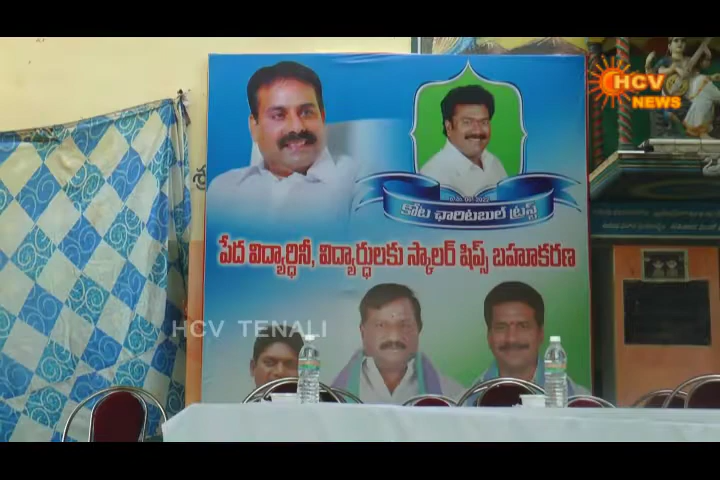 HCV
NEWS
కోట ఛారిటబుల్ ట్రస్ట్
పేద విద్యార్ధినీ, విద్యార్ధులకు స్కాలర్ షిప్స్ బహూకరణ
HCV TENALI